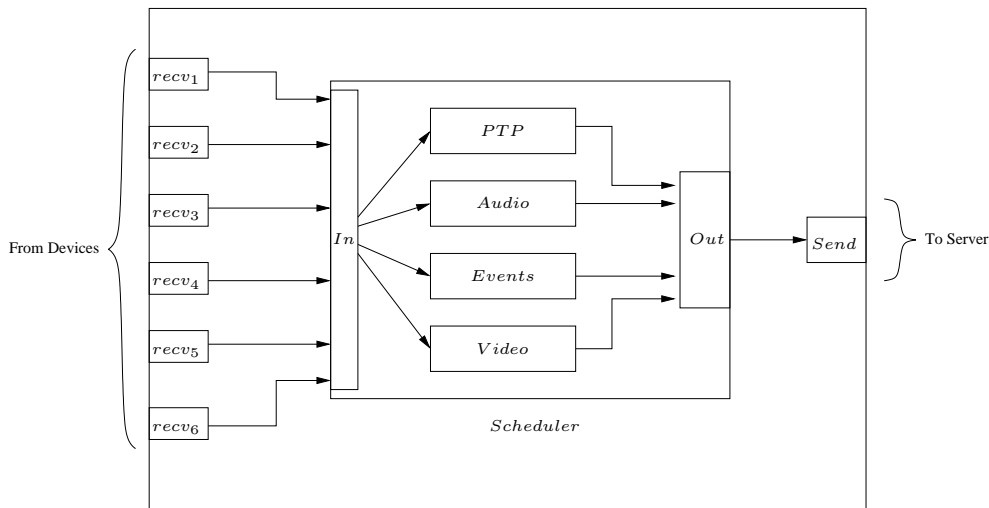 From Devices
recv1
recv2
recv3
recv4
recv5
recv6
In
PTP
Audio
Events
Video
Out
Scheduler
Send
To Server